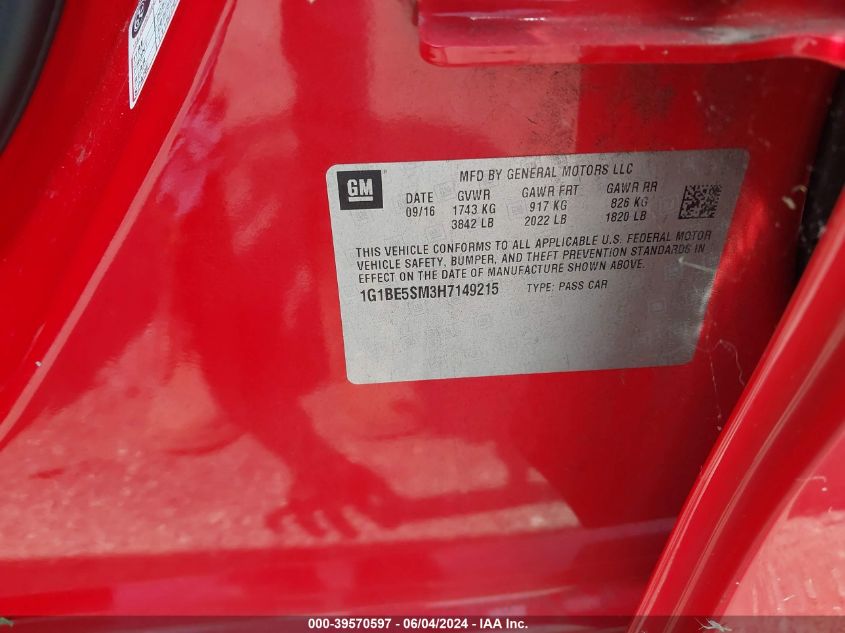 GM
MFD BY GENERAL MOTORS LLC
DATE GVWR GAWR FRT GAWR RR
09/16 1743 KG 917 KG 826 KG
3842 LB 2022 LB 1820 LB
THIS VEHICLE CONFORMS TO ALL APPLICABLE U.S. FEDERAL MOTOR
VEHICLE SAFETY, BUMPER, AND THEFT PREVENTION STANDARDS IN
EFFECT ON THE DATE OF MANUFACTURE SHOWN ABOVE.
1G1BE5SM3H7149215 TYPE: PASS CAR
000-39570597 - 06/04/2024 - IAA Inc.